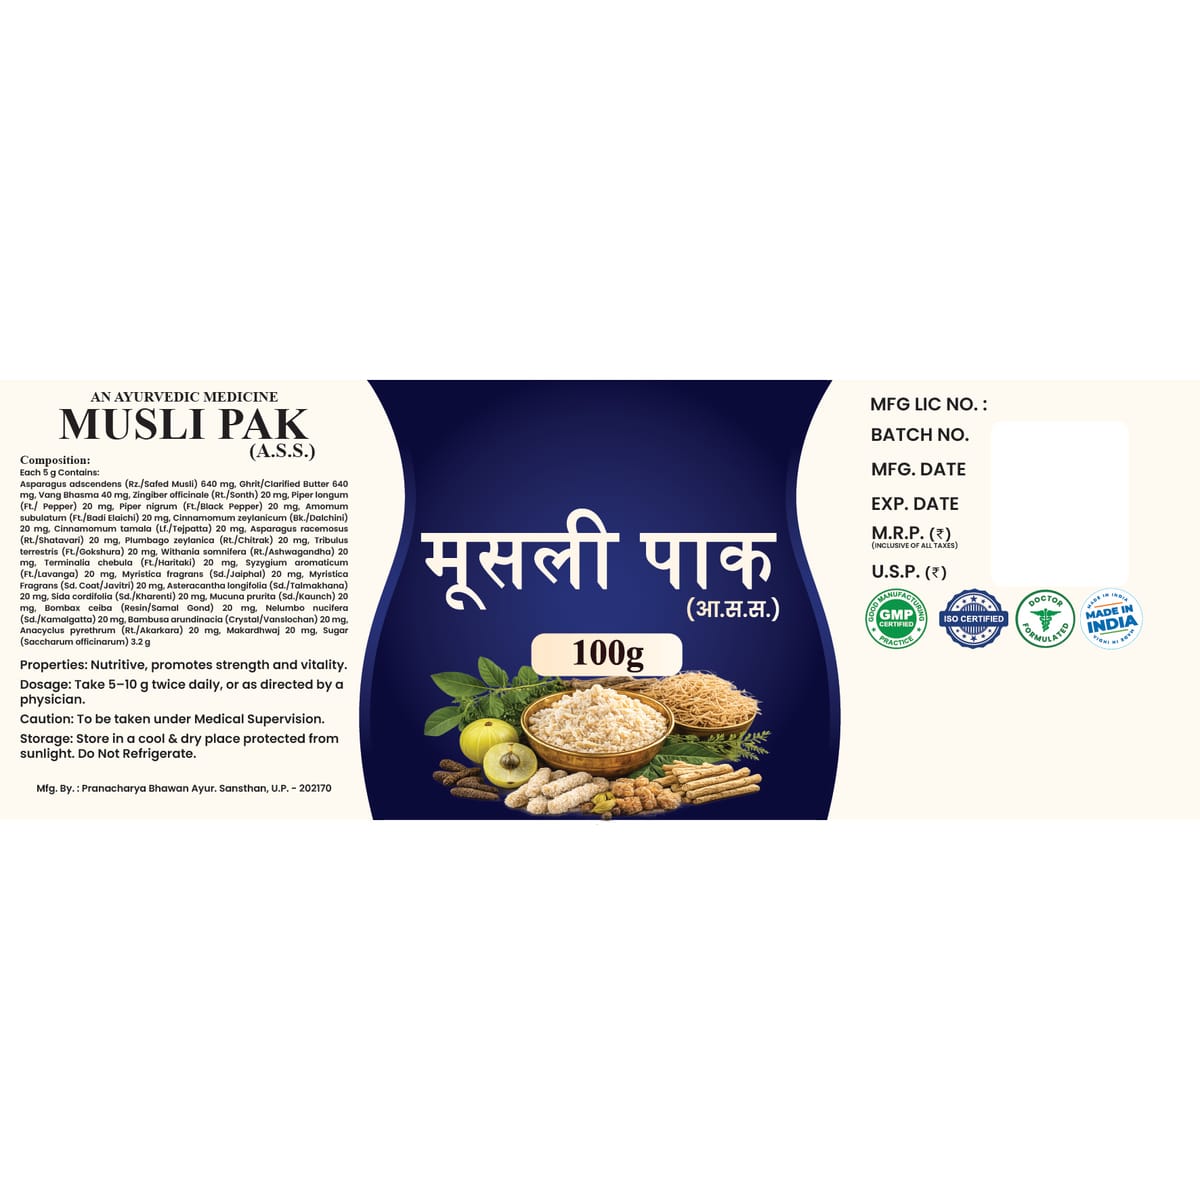 AN AYURVEDIC MEDICINE
MUSLI PAK
(A.S.S.)
Composition:
Each 5 g Contains:
Asparagus adscendens (Rz./Safed Musli) 640 mg, Ghrit/Clarified Butter 640
mg, Vang Bhasma 40 mg, Zingiber officinale (Rt./Sonth) 20 mg, Piper longum
(Ft./ Pepper) 20 mg, Piper nigrum (Ft./Black Pepper) 20 mg, Amomum
subulatum (Ft./Badi Elaichi) 20 mg, Cinnamomum zeylanicum (Bk./Dalchini)
20 mg, Cinnamomum tamala (Lf./Tejpatta) 20 mg, Asparagus racemosus
(Rt./Shatavari) 20 mg, Plumbago zeylanica (Rt./Chitrak) 20 mg, Tribulus
terrestris (Ft./Gokshura) 20 mg, Withania somnifera (Rt./Ashwagandha) 20
mg, Terminalia chebula (Ft./Haritaki) 20 mg, Syzygium aromaticum
(Ft./Lavanga) 20 mg, Myristica fragrans (Sd./Jaiphal) 20 mg, Myristica
Fragrans (Sd. Coat/Javitri) 20 mg, Asteracantha longifolia (Sd./Talmakhana)
20 mg, Sida cordifolia (Sd./Kharenti) 20 mg, Mucuna prurita (Sd./Kaunch) 20
mg, Bombax ceiba (Resin/Samal Gond) 20 mg, Nelumbo nucifera
(Sd./Kamalgatta) 20 mg, Bambusa arundinacia (Crystal/Vanslochan) 20 mg,
Anacyclus pyrethrum (Rt./Akarkara) 20 mg, Makardhwaj 20 mg, Sugar
(Saccharum officinarum) 3.2 g
Properties: Nutritive, promotes strength and vitality.
Dosage: Take 5–10 g twice daily, or as directed by a
physician.
Caution: To be taken under Medical Supervision.
Storage: Store in a cool & dry place protected from
sunlight. Do Not Refrigerate.
Mfg. By. : Pranacharya Bhawan Ayur. Sansthan, U.P. - 202170
मूसली पाक
(आ.स.स.)
100g
MFG LIC NO. :
BATCH NO.
MFG. DATE
EXP. DATE
M.R.P. (₹)
(INCLUSIVE OF ALL TAXES)
U.S.P. (₹)
GOOD MANUFACTURING
GMP
CERTIFIED
PRACTICE
ISO CERTIFIED
DOCTOR
FORMULATED
MADE IN INDIA
MADE IN
INDIA
MADE IN INDIA